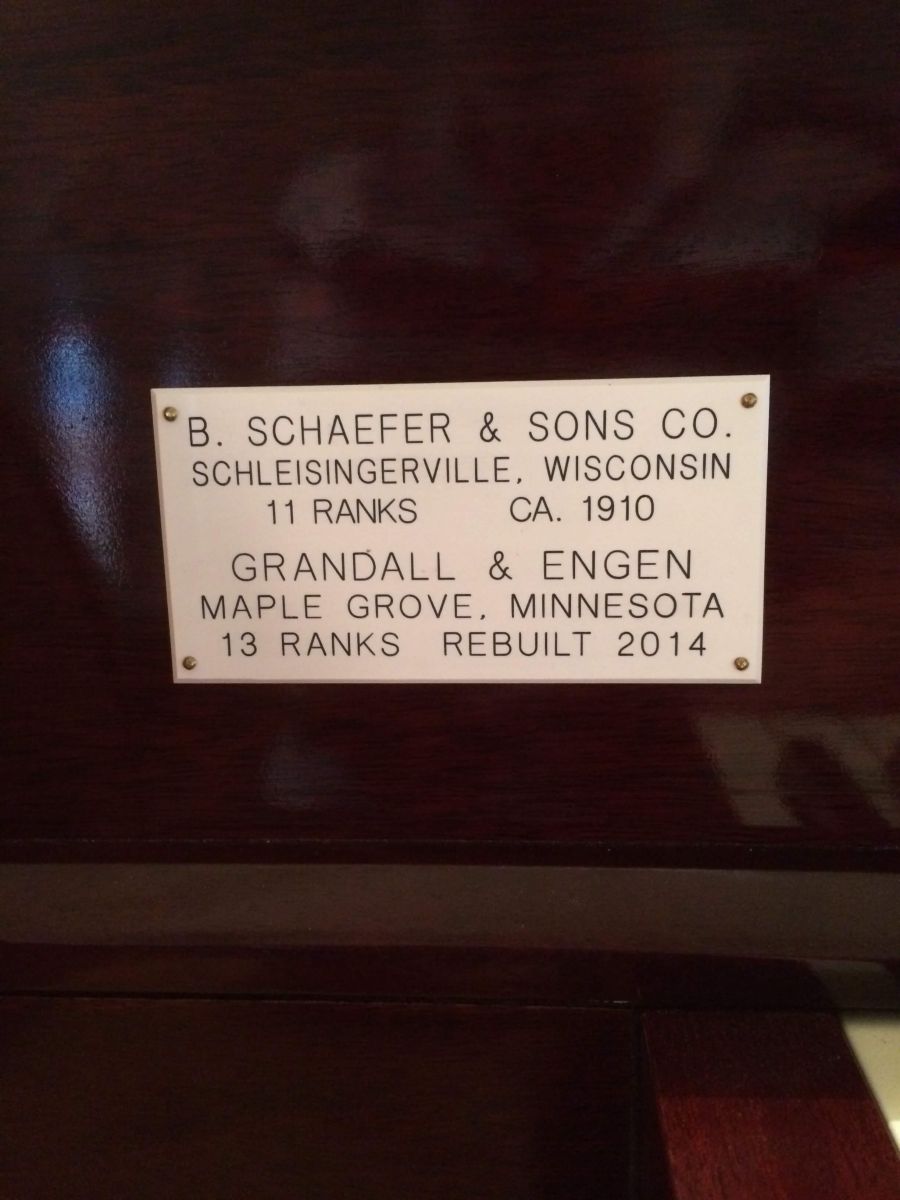 B. SCHAEFER & SONS CO.
SCHLEISINGERVILLE, WISCONSIN
11 RANKS CA. 1910
GRANDALL & ENGEN
MAPLE GROVE, MINNESOTA
13 RANKS REBUILT 2014